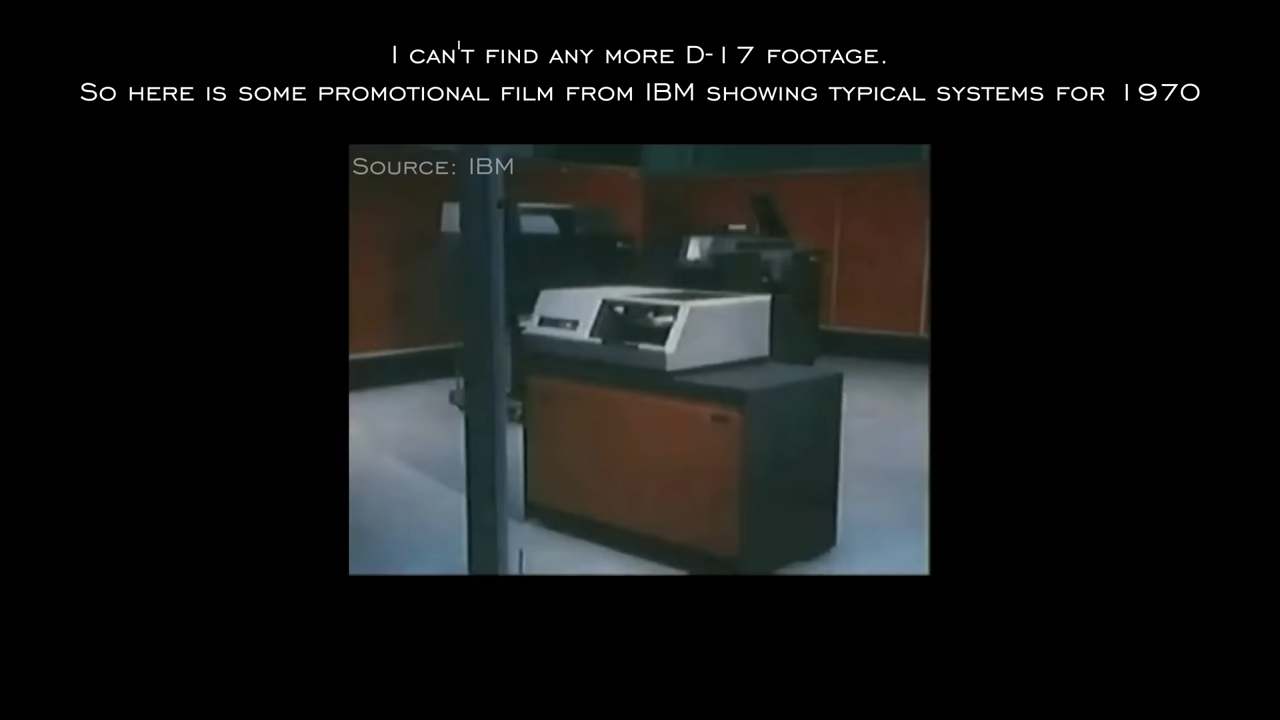 I can't find any more D-17 footage.
So here is some promotional film from IBM showing typical systems for 1970
Source: IBM